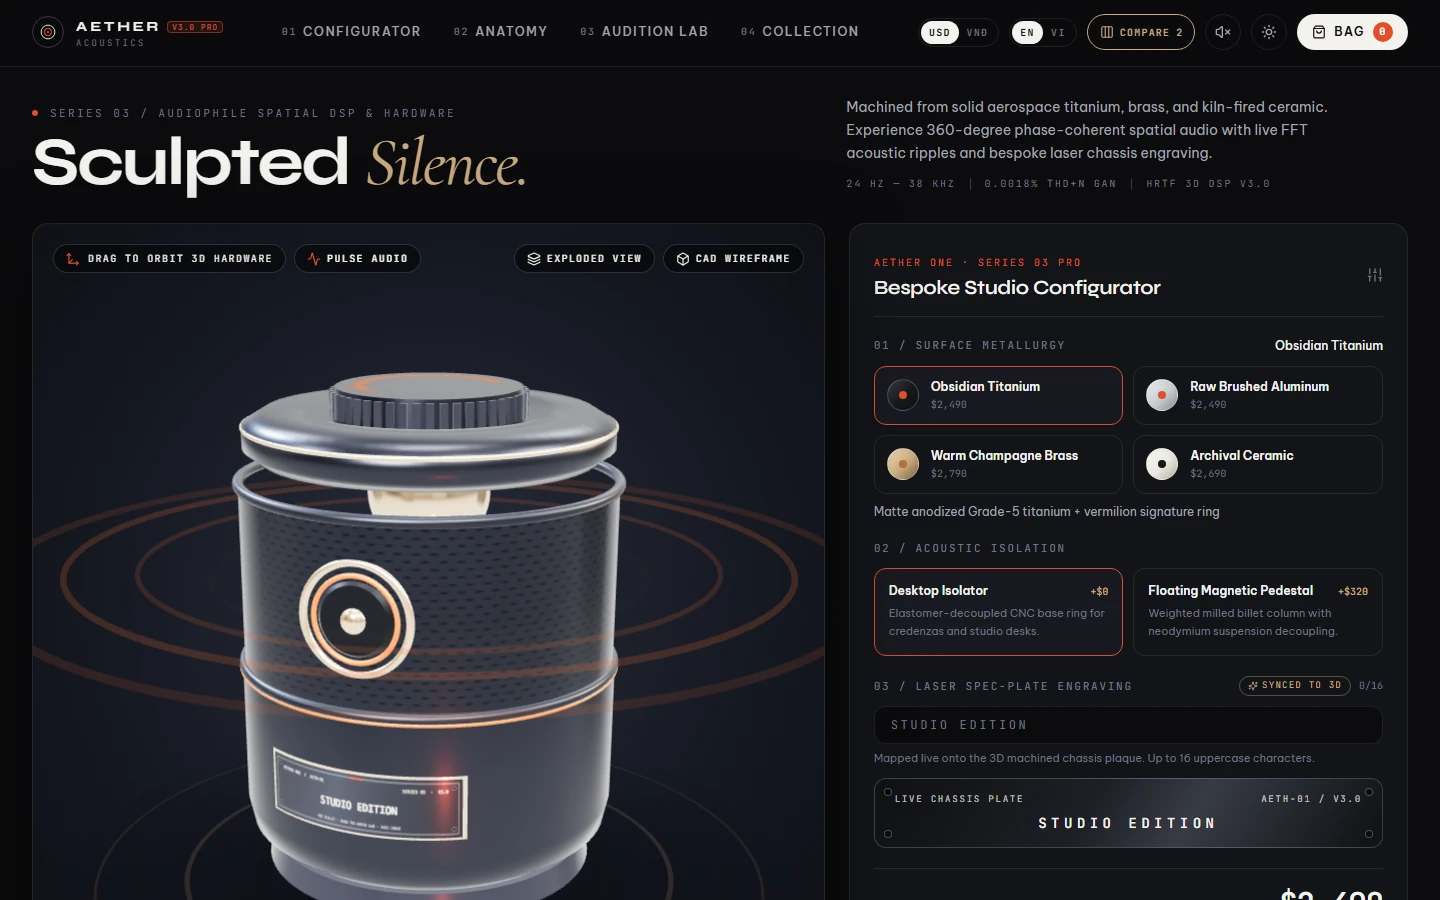 AETHER V3.0 PRO
ACOUSTICS
01 CONFIGURATOR
02 ANATOMY
03 AUDITION LAB
04 COLLECTION
USD VNĐ
EN VI
COMPARE 2
BAG 0
SERIES 03 / AUDIOPHILE SPATIAL DSP & HARDWARE
Sculpted Silence.
Machined from solid aerospace titanium, brass, and kiln-fired ceramic.
Experience 360-degree phase-coherent spatial audio with live FFT
acoustic ripples and bespoke laser chassis engraving.
24 HZ — 38 KHZ | 0.0018% THD+N GAN | HRTF 3D DSP V3.0
DRAG TO ORBIT 3D HARDWARE
PULSE AUDIO
EXPLODED VIEW
CAD WIREFRAME
STUDIO EDITION
AETHER ONE · SERIES 03 PRO
Bespoke Studio Configurator
01 / SURFACE METALLURGY
Obsidian Titanium
Obsidian Titanium
$2,490
Raw Brushed Aluminum
$2,490
Warm Champagne Brass
$2,790
Archival Ceramic
$2,690
Matte anodized Grade-5 titanium + vermilion signature ring
02 / ACOUSTIC ISOLATION
Desktop Isolator +$0
Elastomer-decoupled CNC base ring for
credenzas and studio desks.
Floating Magnetic Pedestal +$320
Weighted milled billet column with
neodymium suspension decoupling.
03 / LASER SPEC-PLATE ENGRAVING
SYNCED TO 3D
0/16
STUDIO EDITION
Mapped live onto the 3D machined chassis plaque. Up to 16 uppercase characters.
LIVE CHASSIS PLATE
AETH-01 / V3.0
STUDIO EDITION